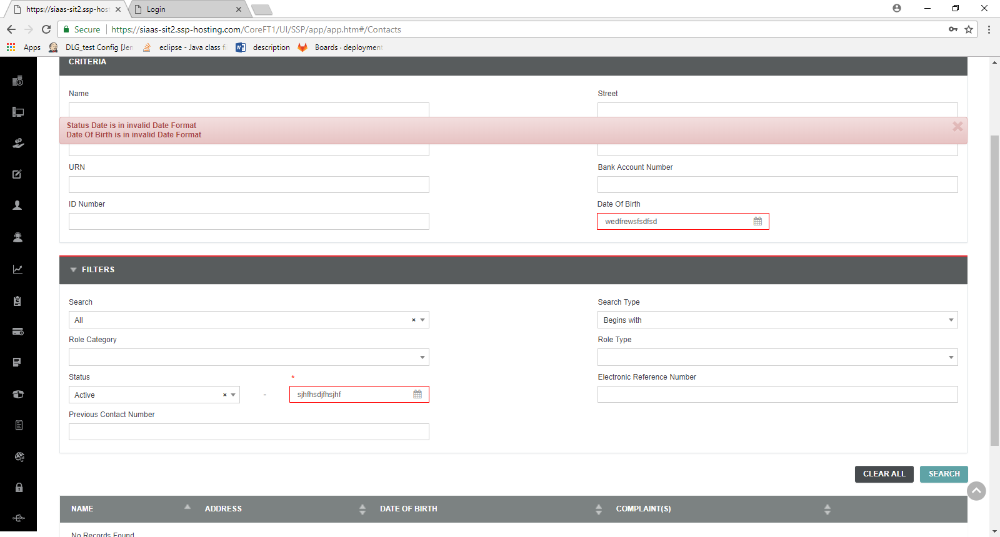 https://siaas-sit2.ssp-hos
Login
Secure
https://siaas-sit2.ssp-hosting.com/CoreFT1/UI/SSP/app/app.htm#/Contacts
Apps
DLG_test Config [Jen
eclipse - Java class fi
description
Boards · deployment
CRITERIA
Name
Street
Status Date is in invalid Date Format
Date Of Birth is in invalid Date Format
URN
Bank Account Number
ID Number
Date Of Birth
wedfrewsfsdfsd
FILTERS
Search
Search Type
All
Begins with
Role Category
Role Type
Status
*
Electronic Reference Number
Active
-
sjhfhsdjfhsjhf
Previous Contact Number
CLEAR ALL
SEARCH
NAME
ADDRESS
DATE OF BIRTH
COMPLAINT(S)
No Records Found